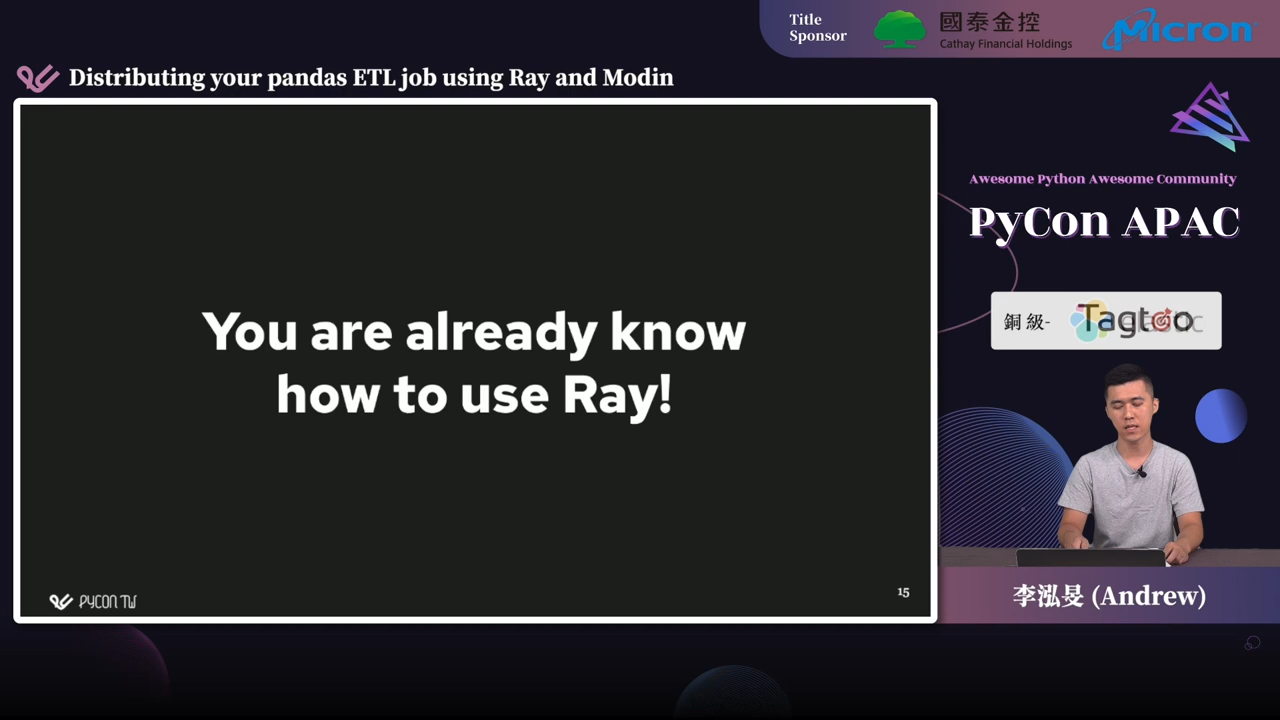 Title
Sponsor
國泰金控
Cathay Financial Holdings
Micron
Distributing your pandas ETL job using Ray and Modin
Awesome Python Awesome Community
PyCon APAC
銅級-
Tagtoo
You are already know
how to use Ray!
PYCON TW
15
李泓旻 (Andrew)